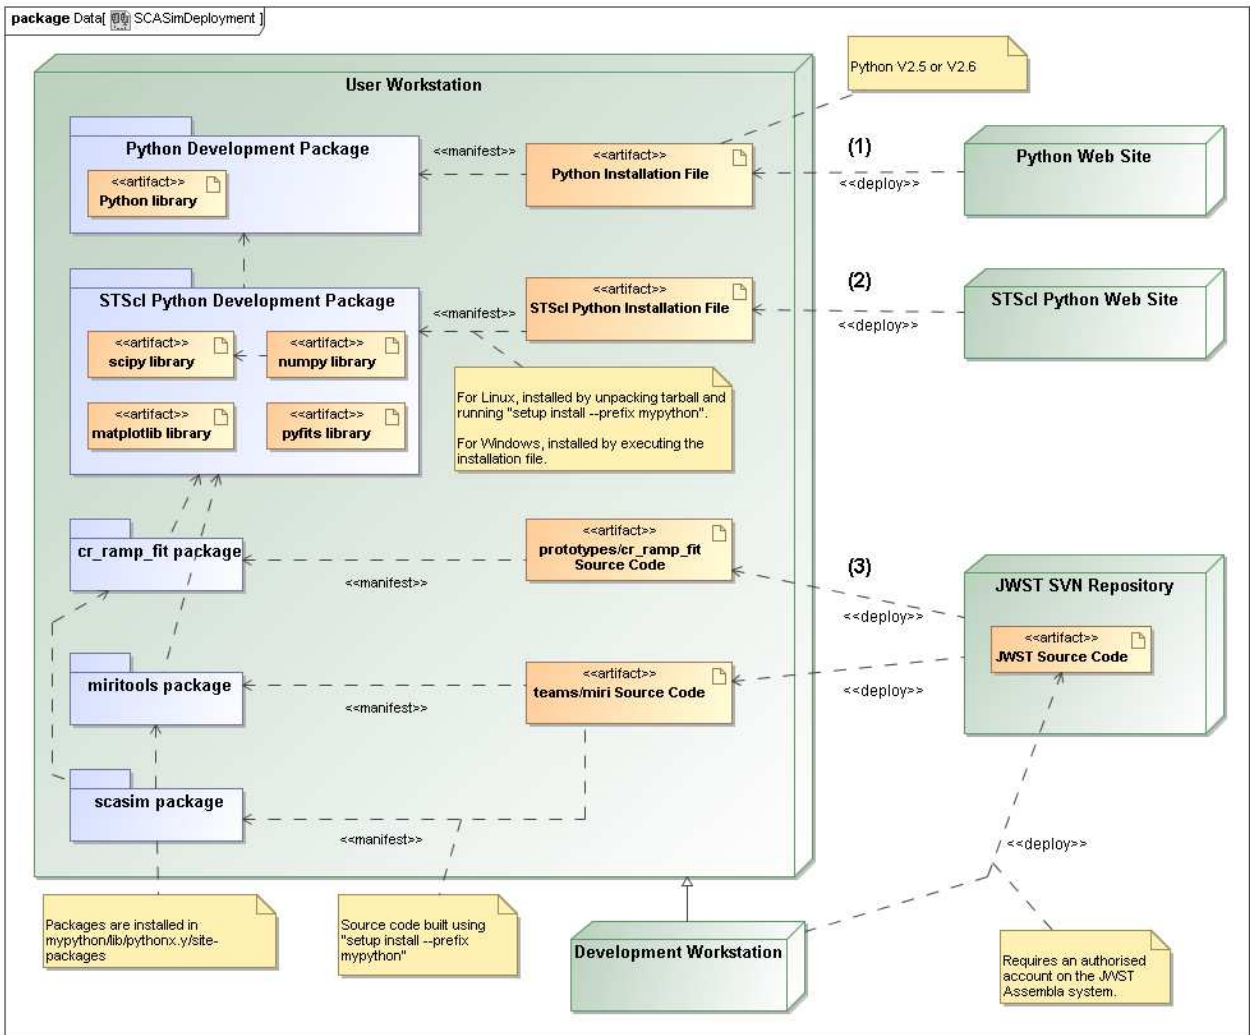 package Data[ SCASimDeployment ]
User Workstation
Python V2.5 or V2.6
Python Development Package
<<artifact>>
Python library
<<manifest>>
<<artifact>>
Python Installation File
(1)
<<deploy>>
Python Web Site
STScI Python Development Package
<<artifact>>
scipy library
<<artifact>>
numpy library
<<artifact>>
matplotlib library
<<artifact>>
pyfits library
<<manifest>>
<<artifact>>
STScI Python Installation File
(2)
<<deploy>>
STScI Python Web Site
For Linux, installed by unpacking tarball and
running "setup install --prefix mypython".
For Windows, installed by executing the
installation file.
cr_ramp_fit package
<<manifest>>
<<artifact>>
prototypes/cr_ramp_fit
Source Code
(3)
<<deploy>>
JWST SVN Repository
<<artifact>>
JWST Source Code
miritools package
<<manifest>>
<<artifact>>
teams/miri Source Code
<<deploy>>
scasim package
<<manifest>>
<<deploy>>
Packages are installed in
mypython/lib/pythonx.y/site-
packages
Source code built using
"setup install --prefix
mypython"
Development Workstation
Requires an authorised
account on the JWST
Assembla system.